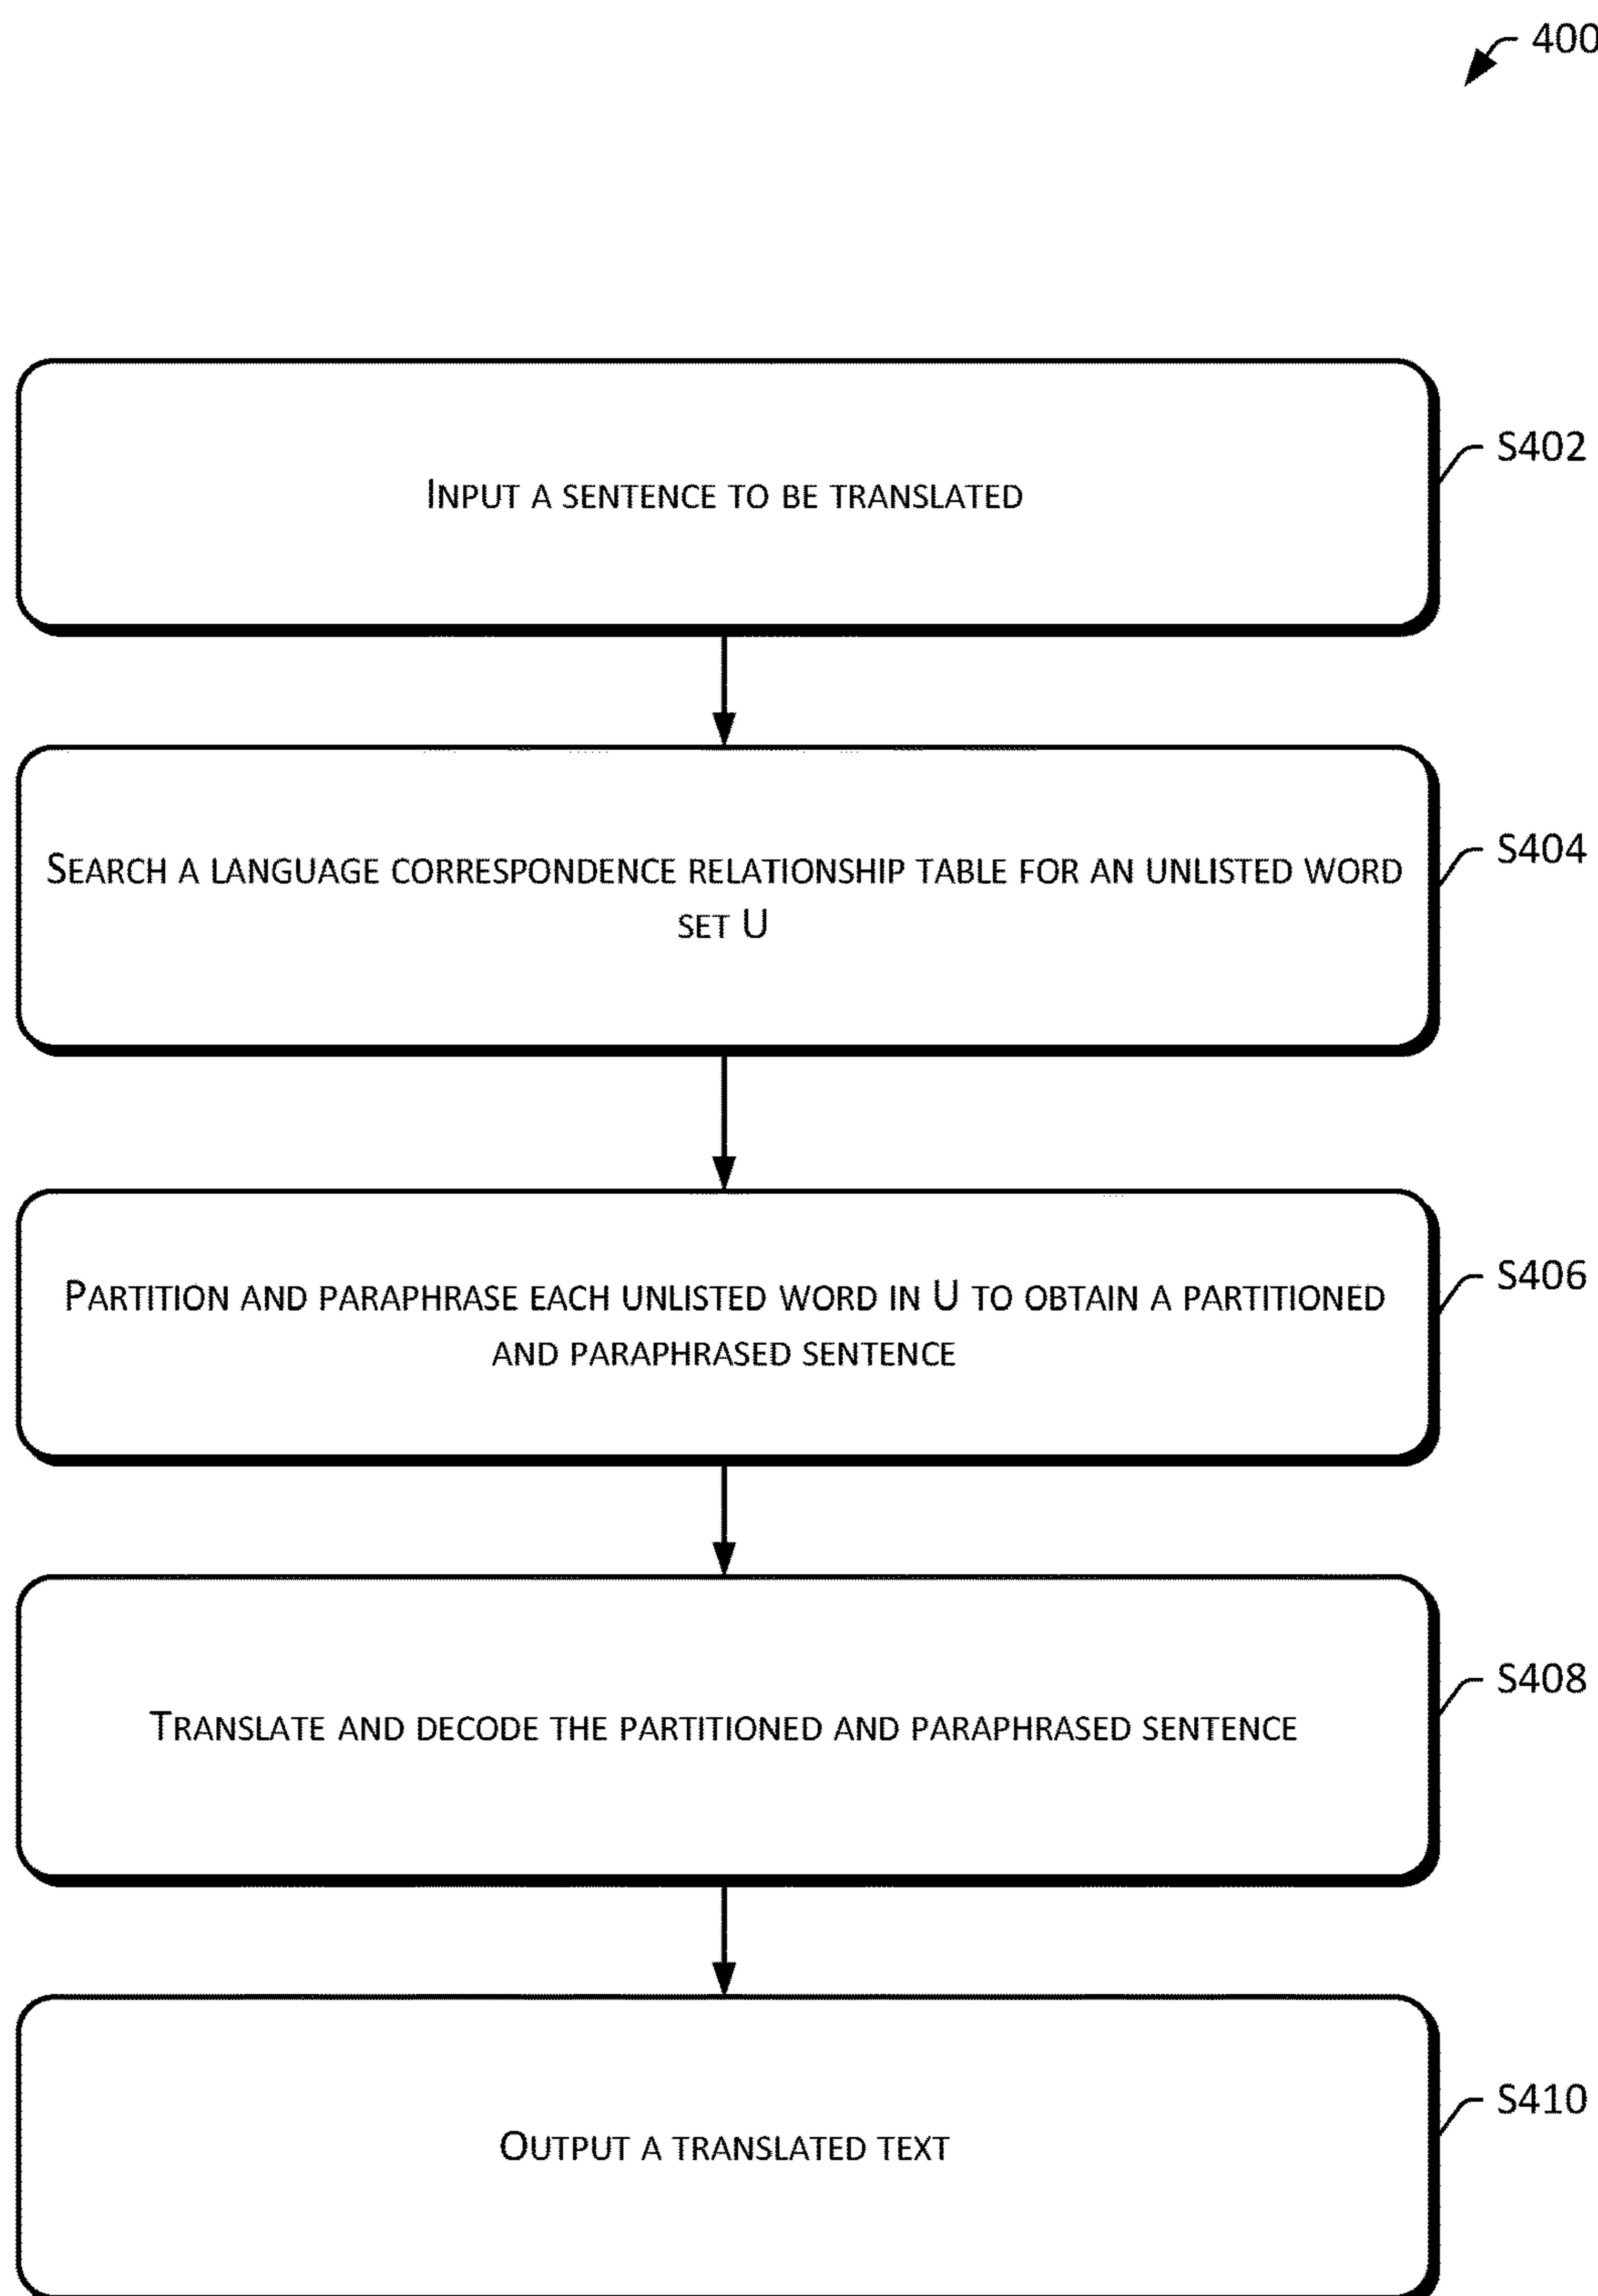 400
INPUT A SENTENCE TO BE TRANSLATED
S402
SEARCH A LANGUAGE CORRESPONDENCE RELATIONSHIP TABLE FOR AN UNLISTED WORD
SET U
S404
PARTITION AND PARAPHRASE EACH UNLISTED WORD IN U TO OBTAIN A PARTITIONED
AND PARAPHRASED SENTENCE
S406
TRANSLATE AND DECODE THE PARTITIONED AND PARAPHRASED SENTENCE
S408
OUTPUT A TRANSLATED TEXT
S410